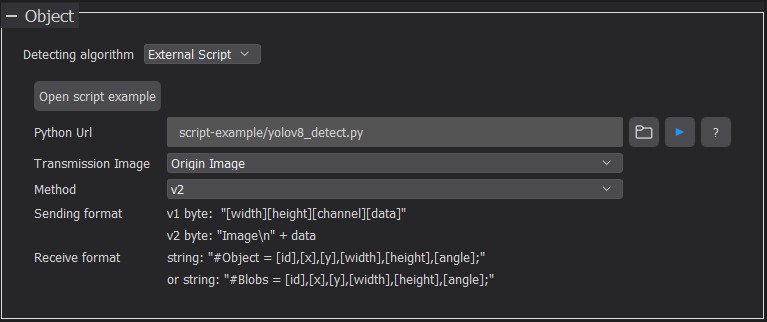 Object
Detecting algorithm External Script
Open script example
Python Url script-example/yolov8_detect.py ?
Transmission Image Origin Image
Method v2
Sending format v1 byte: "[width][height][channel][data]"
v2 byte: "Image\n" + data
Receive format string: "#Object = [id],[x],[y],[width],[height],[angle];"
or string: "#Blobs = [id],[x],[y],[width],[height],[angle];"